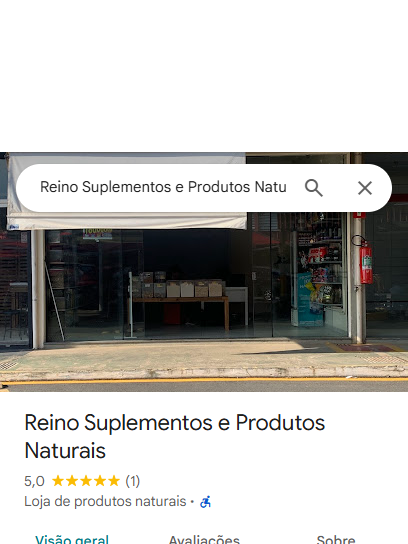 Reino Suplementos e Produtos Natu
Reino Suplementos e Produtos
Naturais
5,0 (1)
Loja de produtos naturais ·
Visão geral
Avaliações
Sobre